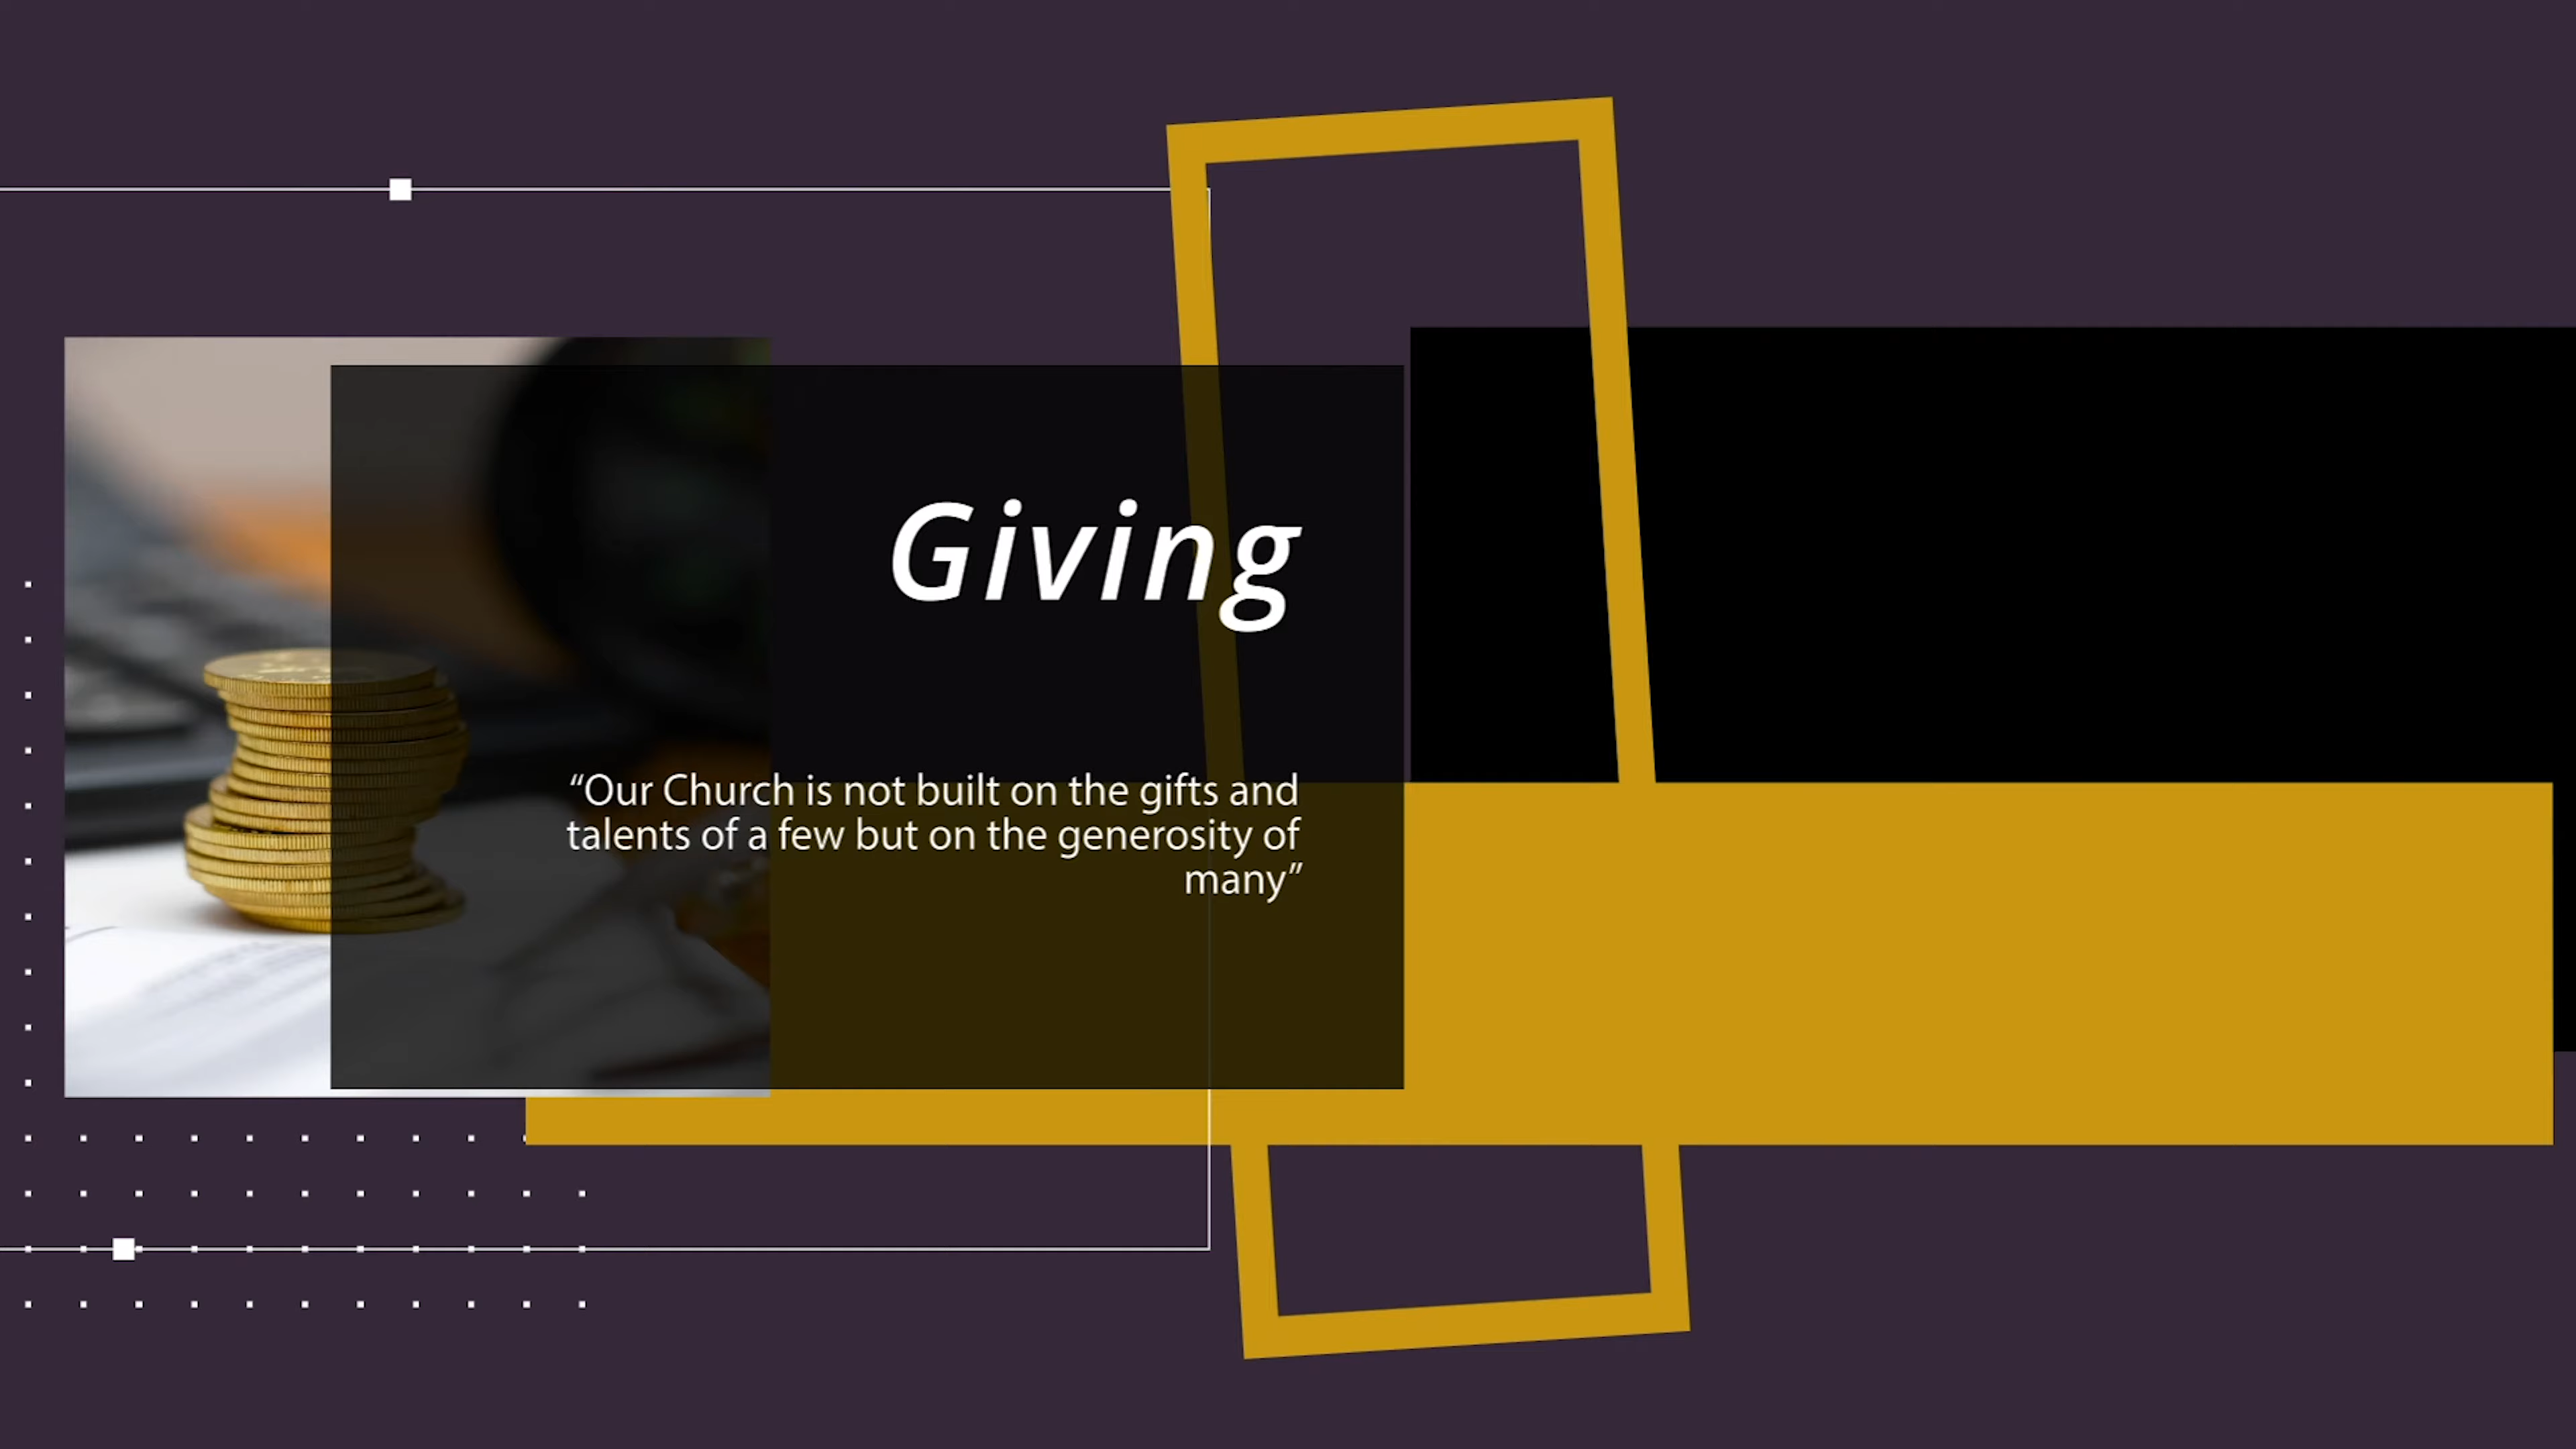 Giving
“Our Church is not built on the gifts and
talents of a few but on the generosity of
many”